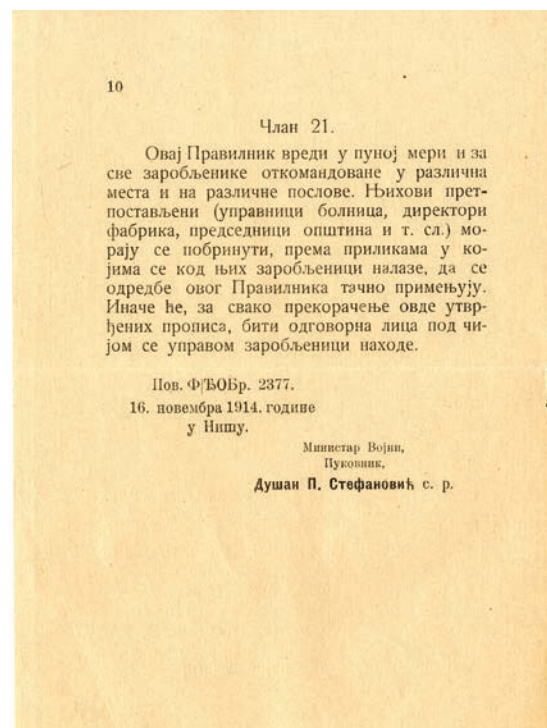 10
Члан 21.
Овај Правилник вреди у пуној мери и за
све заробљенике откомандоване у различна
места и на различне послове. Њихови прет-
постављени (управници болница, директори
фабрика, председници општина и т. сл.) мо-
рају се побринути, према приликама у ко-
јима се код њих заробљеници налазе, да се
одредбе овог Правилника тачно примењују.
Иначе ће, за свако прекорачење овде утвр-
ђених прописа, бити одговорна лица под чи-
јом се управом заробљеници находе.
Пов. ФЂОБр. 2377.
16. новембра 1914. године
у Нишу.
Министар Војни,
Пуковник,
Душан П. Стефановић с. р.